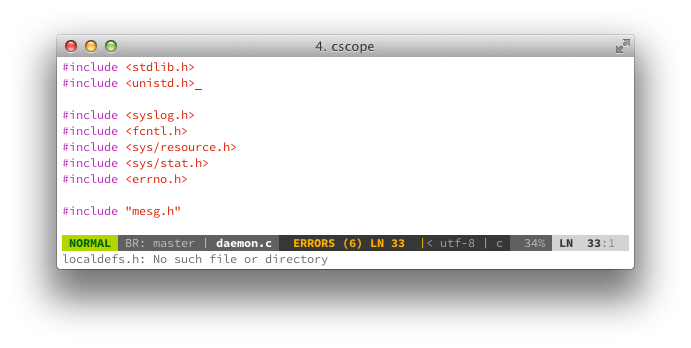 4. cscope
#include <stdlib.h>
#include <unistd.h>_
#include <syslog.h>
#include <fcntl.h>
#include <sys/resource.h>
#include <sys/stat.h>
#include <errno.h>
#include "mesg.h"
NORMAL BR: master | daemon.c ERRORS (6) LN 33 |< utf-8 | c 34% LN 33:1
localdefs.h: No such file or directory